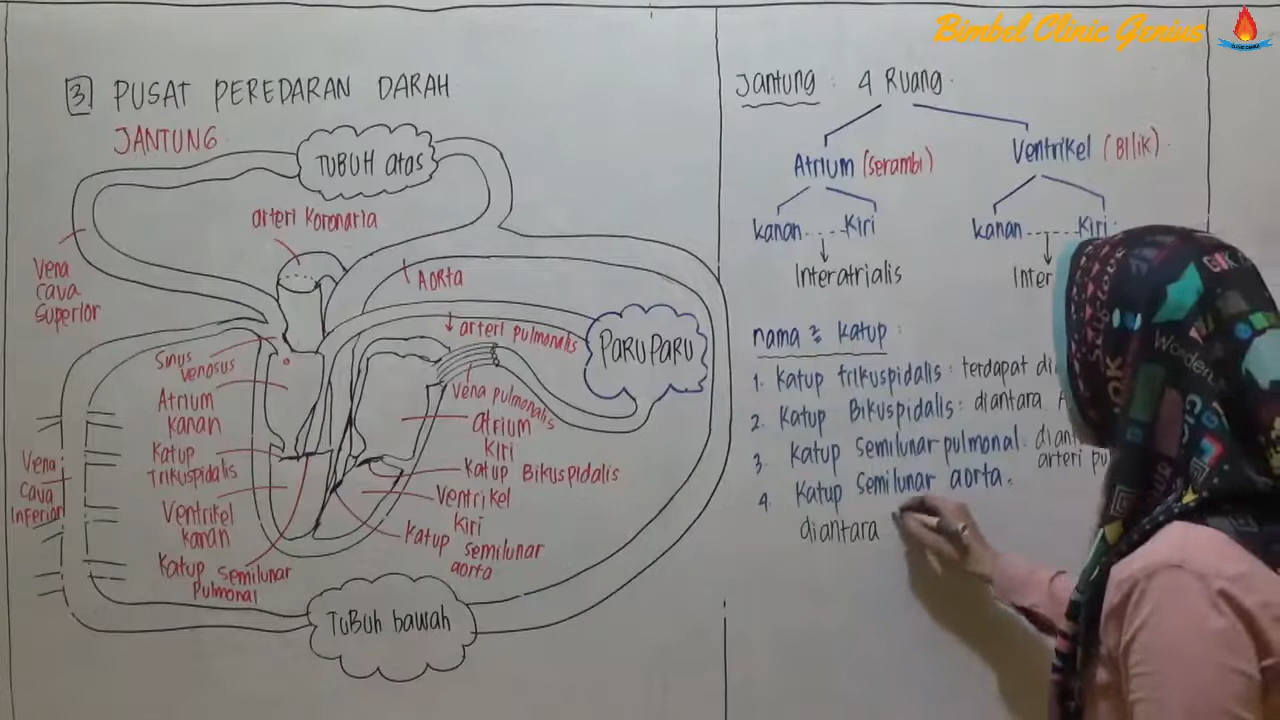 Bimbel Clinic Genius
CLINIC GENIUS
3 PUSAT PEREDARAN DARAH
JANTUNG
TUBUH atas
arteri Koronaria
Vena
Cava
Superior
AORTA
arteri pulmonalis
PARU PARU
Sinus
venosus
Vena pulmonalis
Atrium
Kanan
atrium
Kiri
Katup
Trikuspidalis
Katup Bikuspidalis
Vena
Cava
Inferior
Ventrikel
Kanan
Ventrikel
Kiri
Katup Semilunar
Pulmonal
Katup Semilunar
aorta
TUBUh bawah
Jantung : 4 Ruang.
Atrium (serambi)
Ventrikel (BIlik)
kanan Kiri
kanan Kiri
Interatrialis
Inter
nama 2 Katup :
1. Katup trikuspidalis : terdapat di
2. Katup Bikuspidalis : diantara
3. Katup Semilunar pulmonal :
arteri pu
4. Katup Semilunar aorta.
diantara